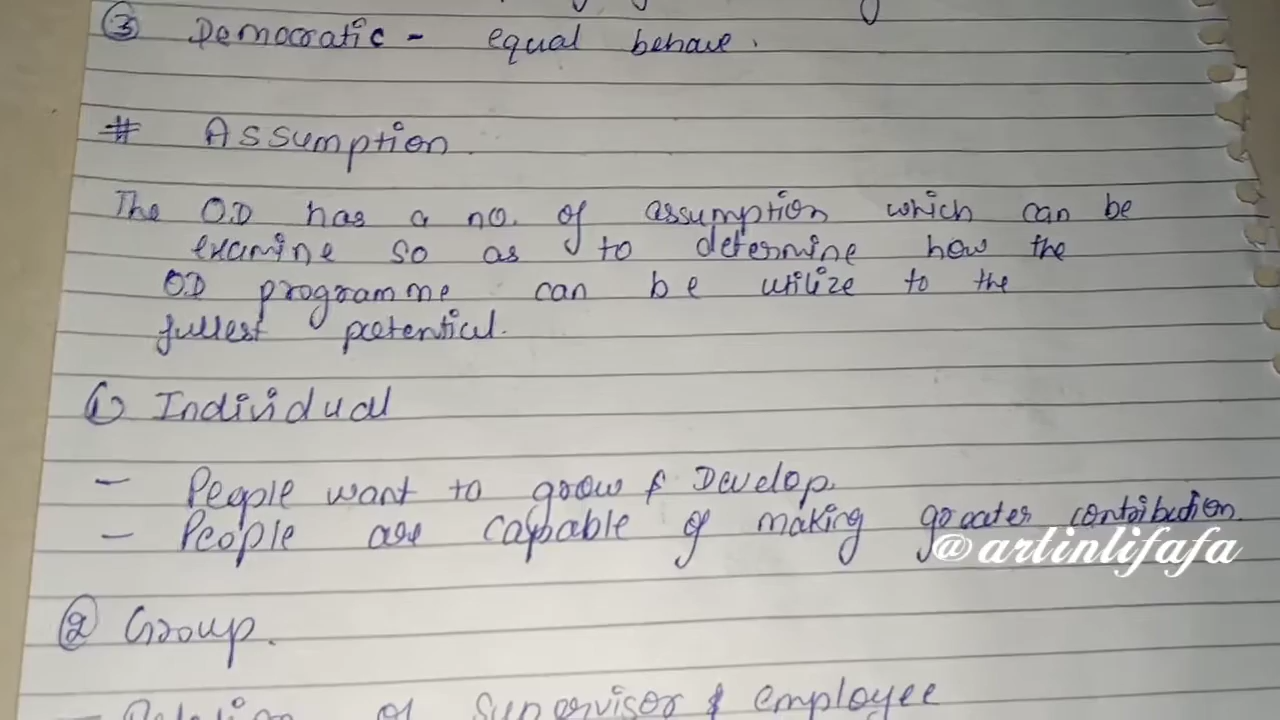 ③ Democratic - equal behave.
# Assumption
The O.D has a no. of assumption which can be
examine so as to determine how the
OD programme can be utilize to the
fullest potential.
① Individual
- People want to grow & Develop.
- People are capable of making greater contribution.
@artinlifafa
② Group.
- Relation of Supervisor & employee